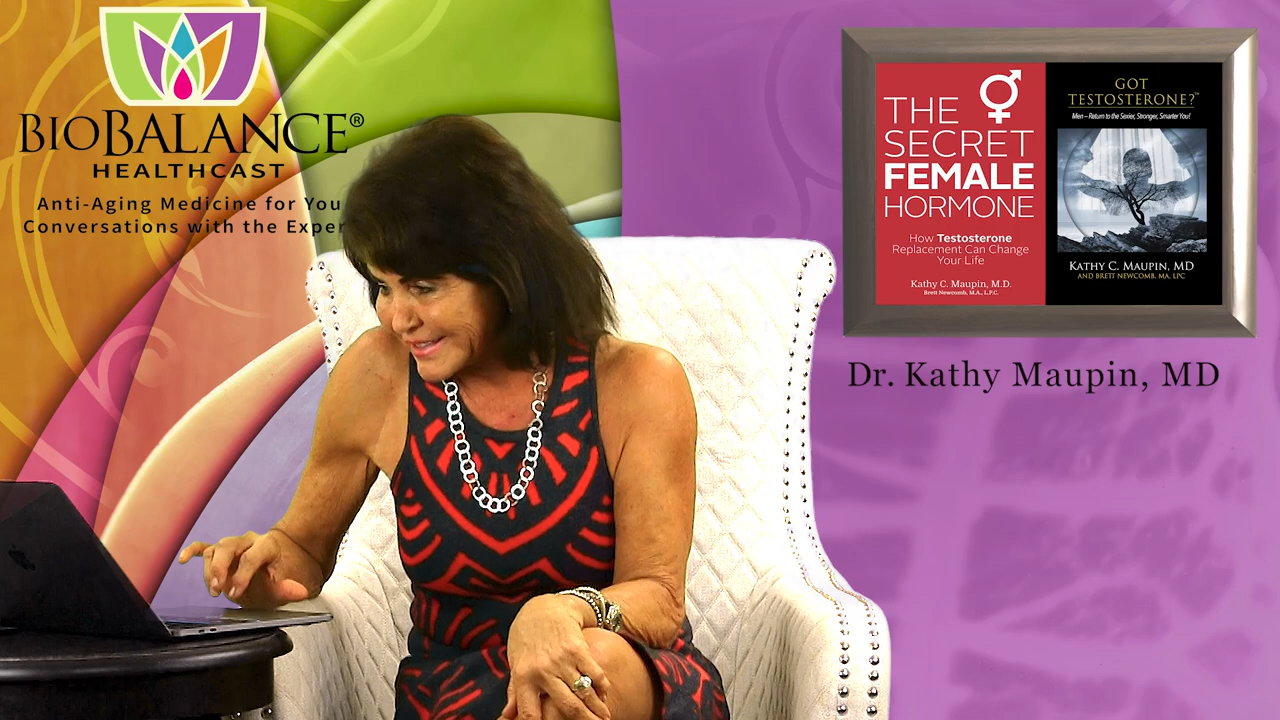 BIOBALANCE®
HEALTHCAST
Anti-Aging Medicine for You
Conversations with the Exper
THE
SECRET
FEMALE
HORMONE
How Testosterone
Replacement Can Change
Your Life
Kathy C. Maupin, M.D.
Brett Newcomb, M.A., L.P.C.
GOT
TESTOSTERONE?™
Men – Return to the Sexier, Stronger, Smarter You!
KATHY C. MAUPIN, MD
AND BRETT NEWCOMB, MA, LPC
Dr. Kathy Maupin, MD